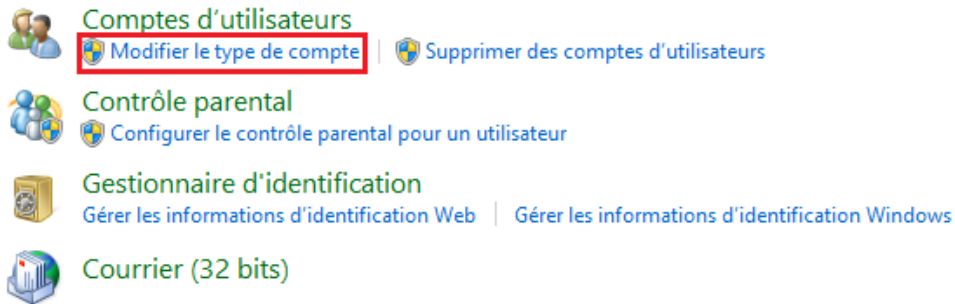 Comptes d’utilisateurs
Modifier le type de compte Supprimer des comptes d’utilisateurs
Contrôle parental
Configurer le contrôle parental pour un utilisateur
Gestionnaire d'identification
Gérer les informations d’identification Web Gérer les informations d’identification Windows
Courrier (32 bits)